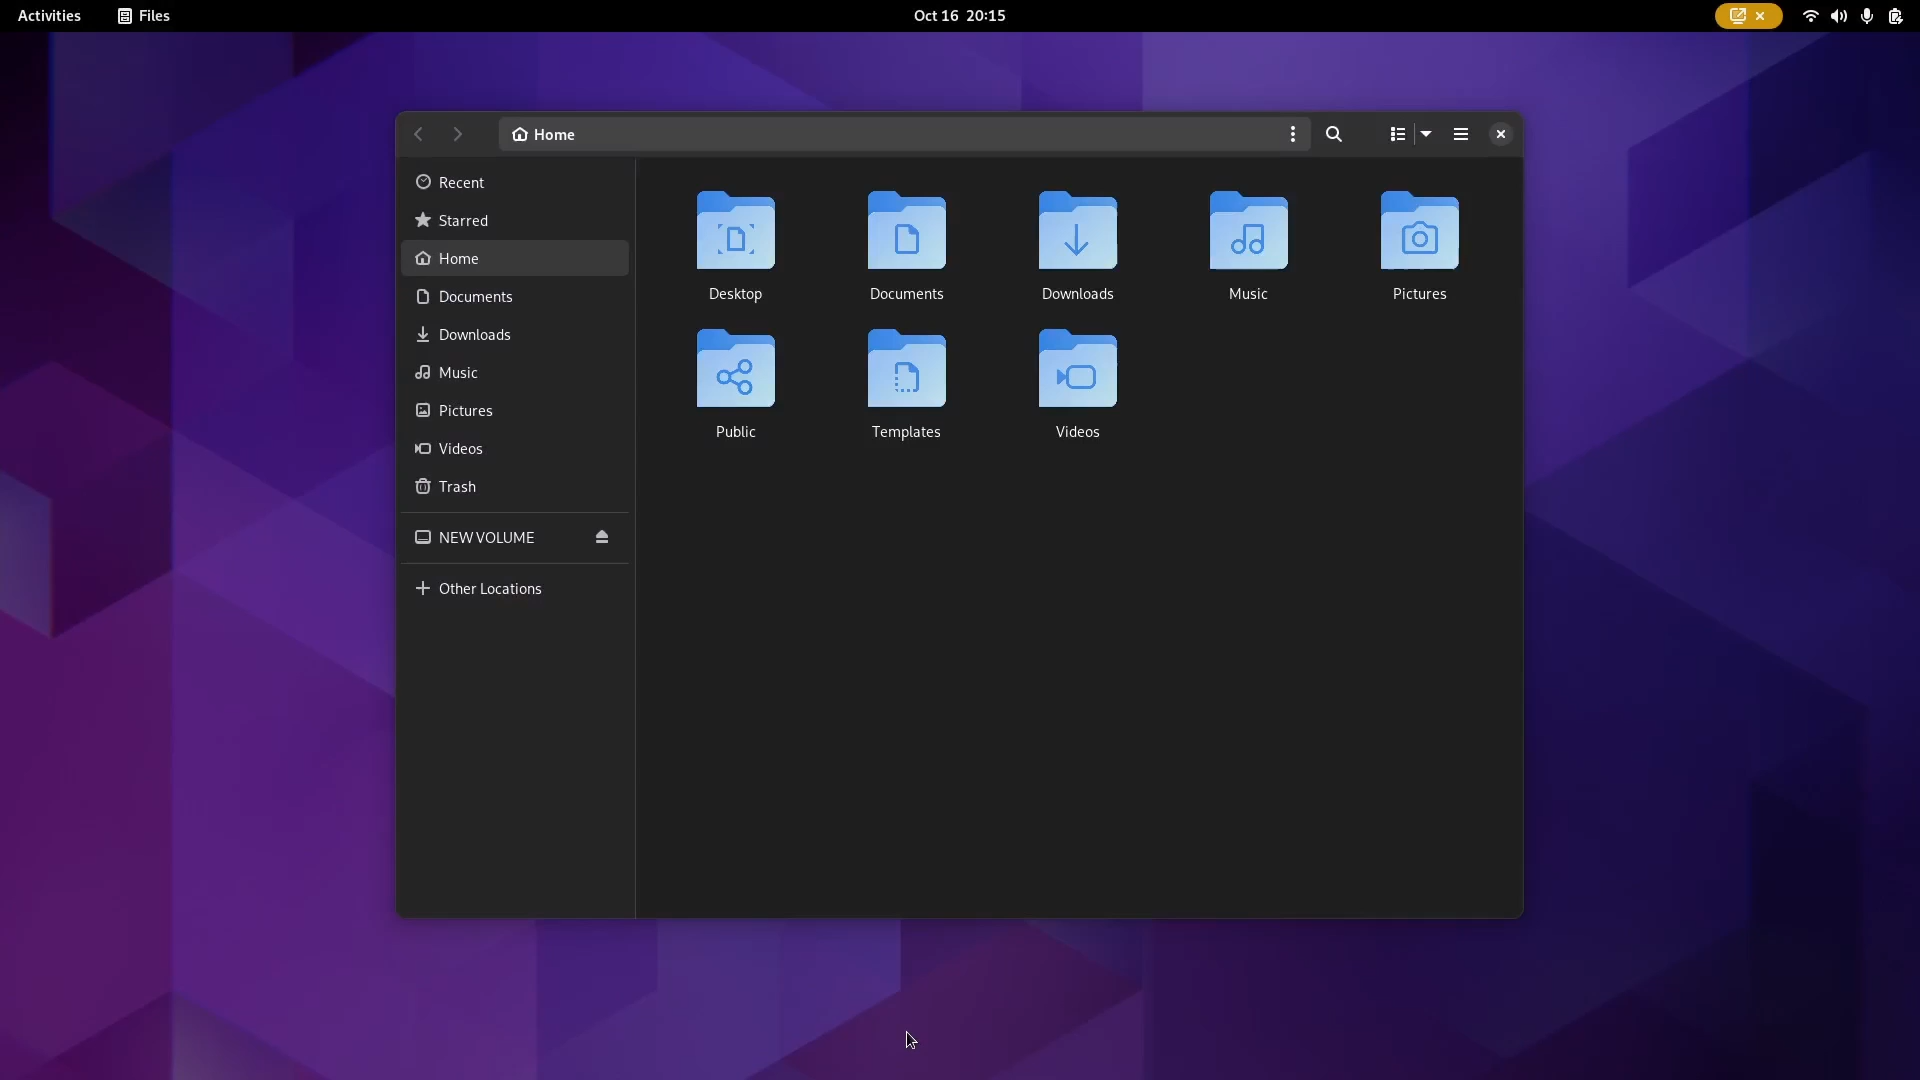 Activities Files Oct 16 20:15
Home
Recent
Starred
Home
Documents
Downloads
Music
Pictures
Videos
Trash
NEW VOLUME
Other Locations
Desktop Documents Downloads Music Pictures
Public Templates Videos